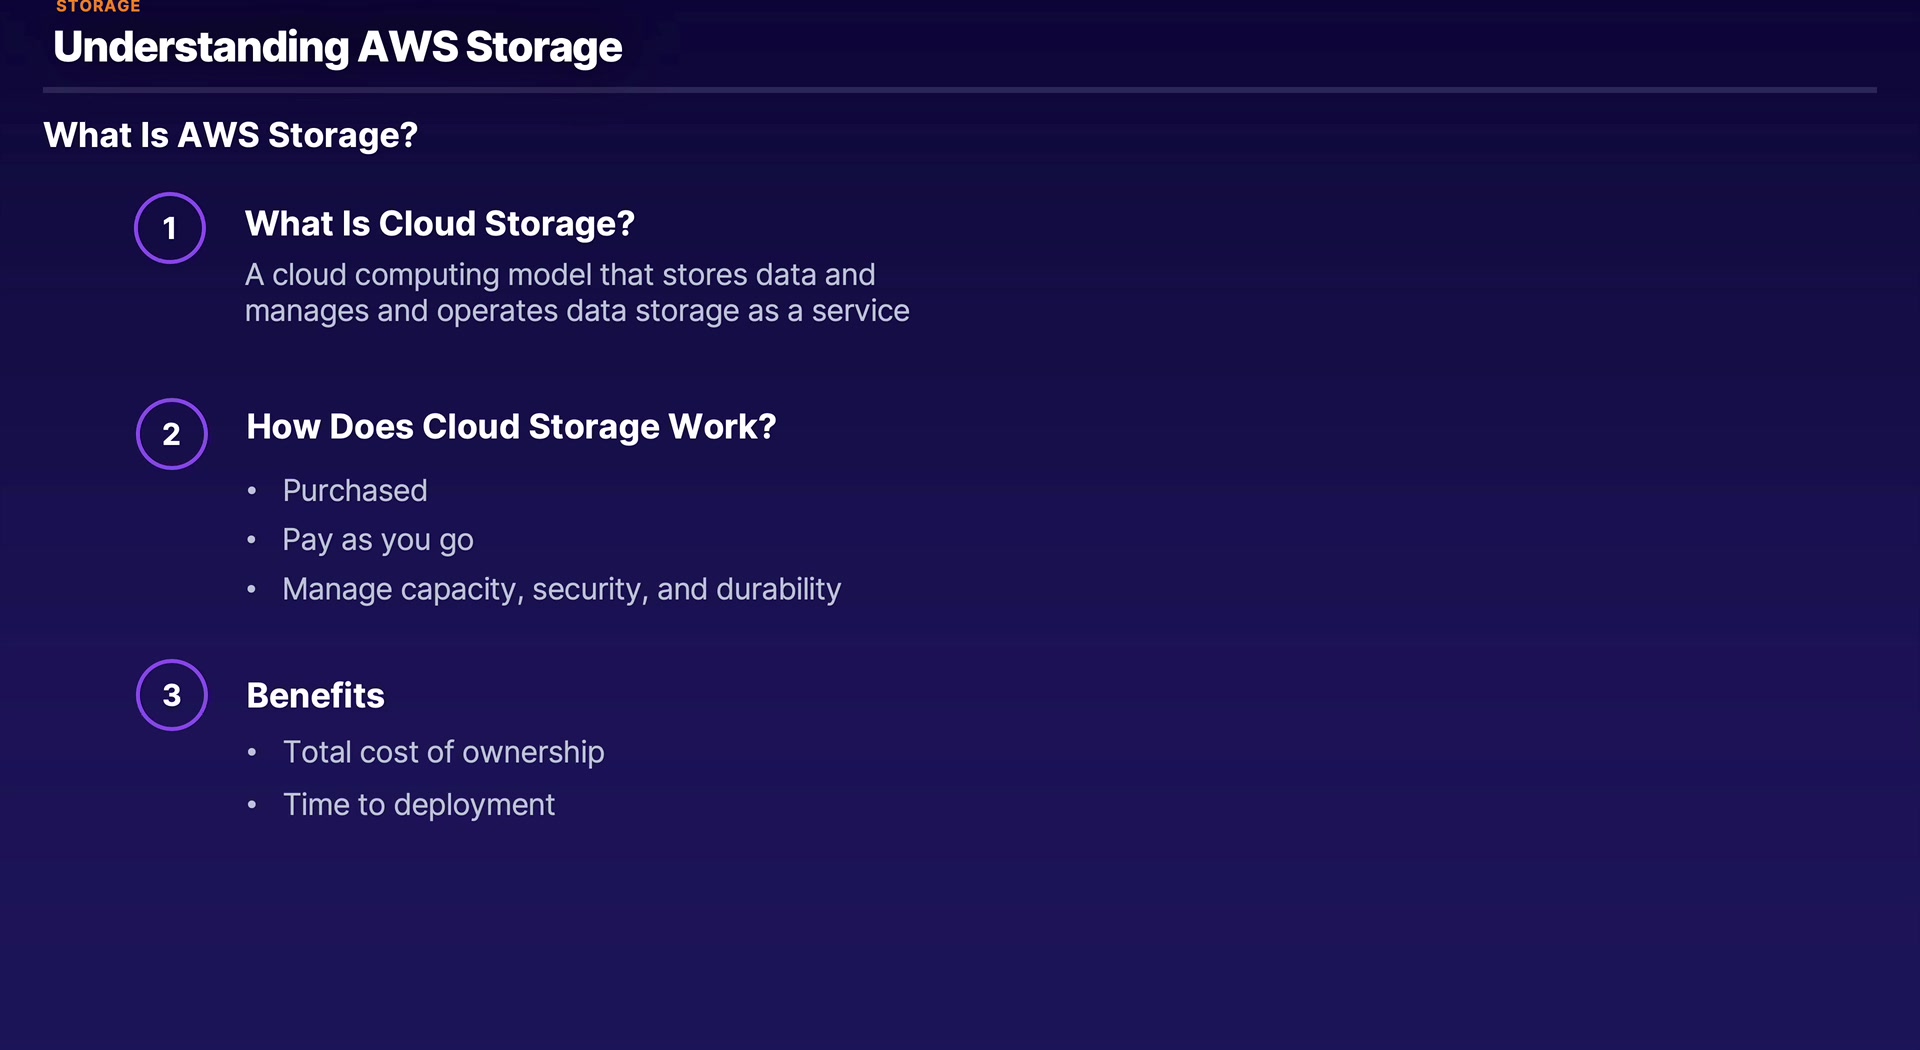 STORAGE
Understanding AWS Storage
What Is AWS Storage?
1
What Is Cloud Storage?
A cloud computing model that stores data and
manages and operates data storage as a service
2
How Does Cloud Storage Work?
• Purchased
• Pay as you go
• Manage capacity, security, and durability
3
Benefits
• Total cost of ownership
• Time to deployment